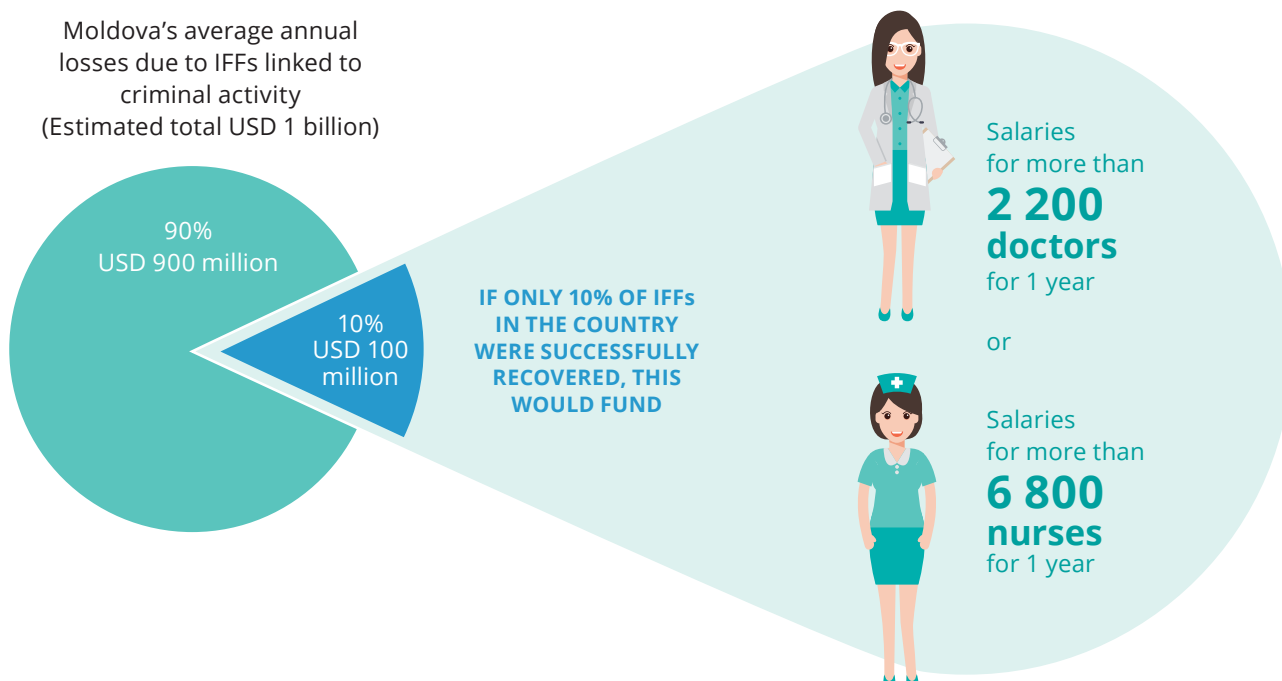 Moldova’s average annual
losses due to IFFs linked to
criminal activity
(Estimated total USD 1 billion)
90%
USD 900 million
10%
USD 100
million
IF ONLY 10% OF IFFs
IN THE COUNTRY
WERE SUCCESSFULLY
RECOVERED, THIS
WOULD FUND
Salaries
for more than
2 200
doctors
for 1 year
or
Salaries
for more than
6 800
nurses
for 1 year